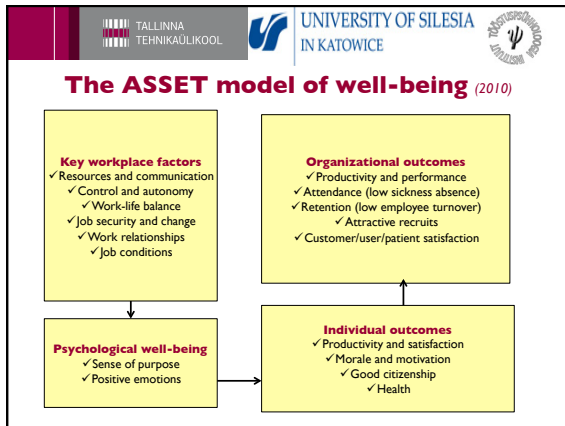 TALLINNA
TEHNIKAÜLIKOOL
UNIVERSITY OF SILESIA
IN KATOWICE
TÖÖSTUSPSÜHHOLOOGIA INSTITUUT
ψ
The ASSET model of well-being (2010)
Key workplace factors
✓Resources and communication
✓Control and autonomy
✓Work-life balance
✓Job security and change
✓Work relationships
✓Job conditions
Psychological well-being
✓Sense of purpose
✓Positive emotions
Individual outcomes
✓Productivity and satisfaction
✓Morale and motivation
✓Good citizenship
✓Health
Organizational outcomes
✓Productivity and performance
✓Attendance (low sickness absence)
✓Retention (low employee turnover)
✓Attractive recruits
✓Customer/user/patient satisfaction